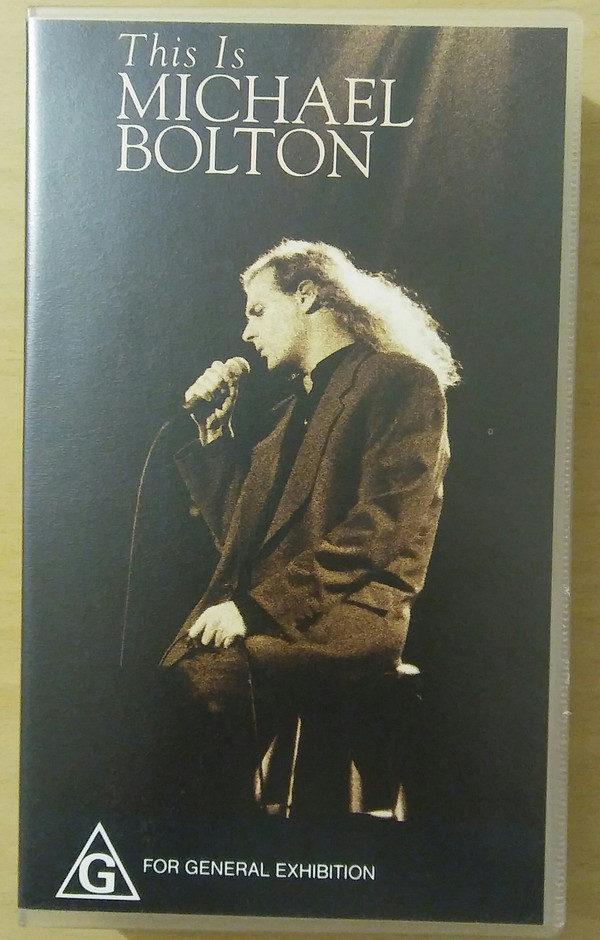 This Is
MICHAEL
BOLTON
G FOR GENERAL EXHIBITION